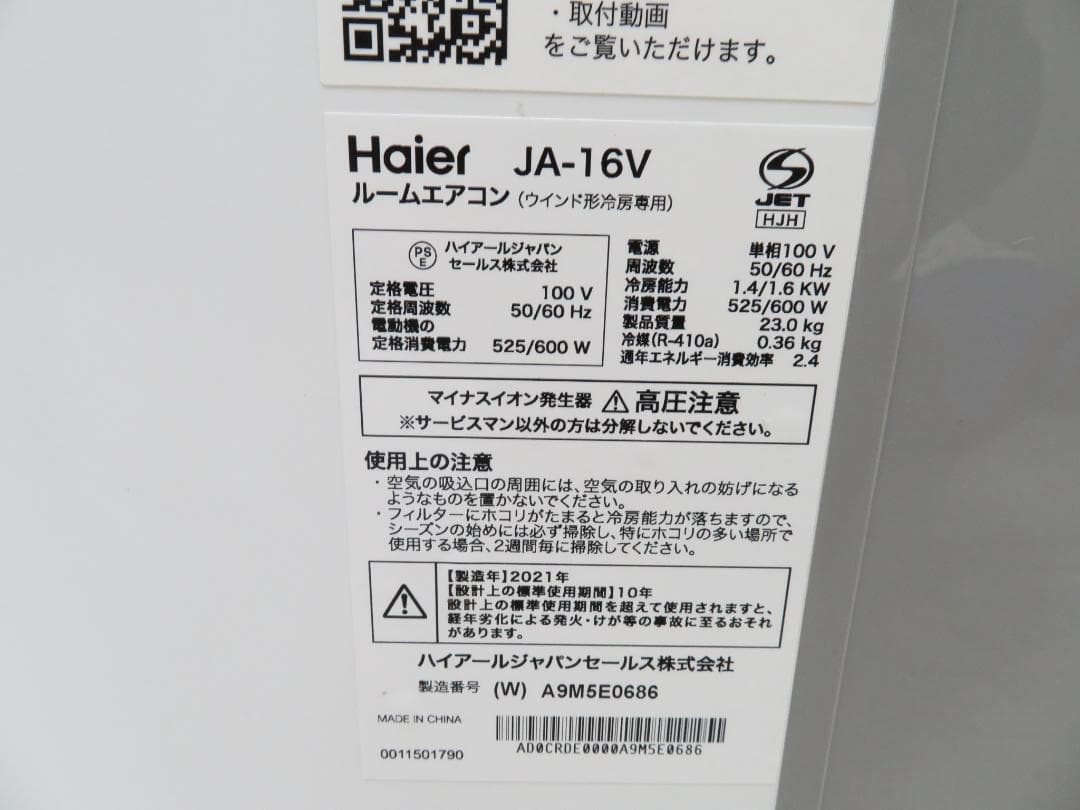 ・取付動画
をご覧いただけます。
Haier JA-16V
ルームエアコン (ウインド形冷房専用)
S
JET
HJH
PS
E
ハイアールジャパン
セールス株式会社
定格電圧 100 V
定格周波数 50/60 Hz
電動機の
定格消費電力 525/600 W
電源 単相100 V
周波数 50/60 Hz
冷房能力 1.4/1.6 KW
消費電力 525/600 W
製品質量 23.0 kg
冷媒(R-410a) 0.36 kg
通年エネルギー消費効率 2.4
マイナスイオン発生器 ⚠ 高圧注意
※サービスマン以外の方は分解しないでください。
使用上の注意
・空気の吸込口の周囲には、空気の取り入れの妨げになる
ようなものを置かないでください。
・フィルターにホコリがたまると冷房能力が落ちますので、
シーズンの始めには必ず掃除し、特にホコリの多い場所で
使用する場合、2週間毎に掃除してください。
【製造年】2021年
【設計上の標準使用期間】10年
設計上の標準使用期間を超えて使用されますと、
経年劣化による発火・けが等の事故に至るおそれ
があります。
ハイアールジャパンセールス株式会社
製造番号 (W) A9M5E0686
MADE IN CHINA
AD0CRDE0000A9M5E0686
0011501790